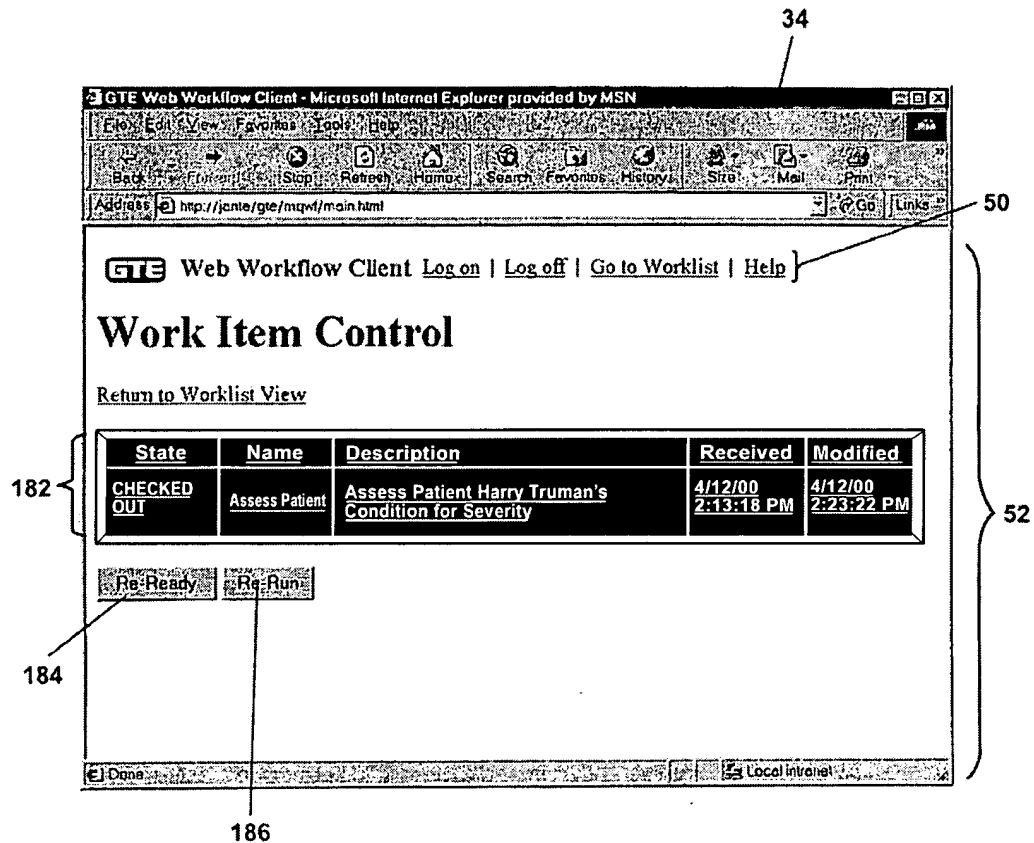 34
GTE Web Workflow Client - Microsoft Internet Explorer provided by MSN
File Edit View Favorites Tools Help
Back Forward Stop Refresh Home Search Favorites History Size Mail Print
Address http://jante/gte/mqwf/main.html Go Links
50
GTE Web Workflow Client Log on | Log off | Go to Worklist | Help
Work Item Control
Return to Worklist View
State Name Description Received Modified
182
CHECKED OUT Assess Patient Assess Patient Harry Truman's Condition for Severity 4/12/00 2:13:18 PM 4/12/00 2:23:22 PM
52
Re-Ready Re-Run
184
Done Local intranet
186